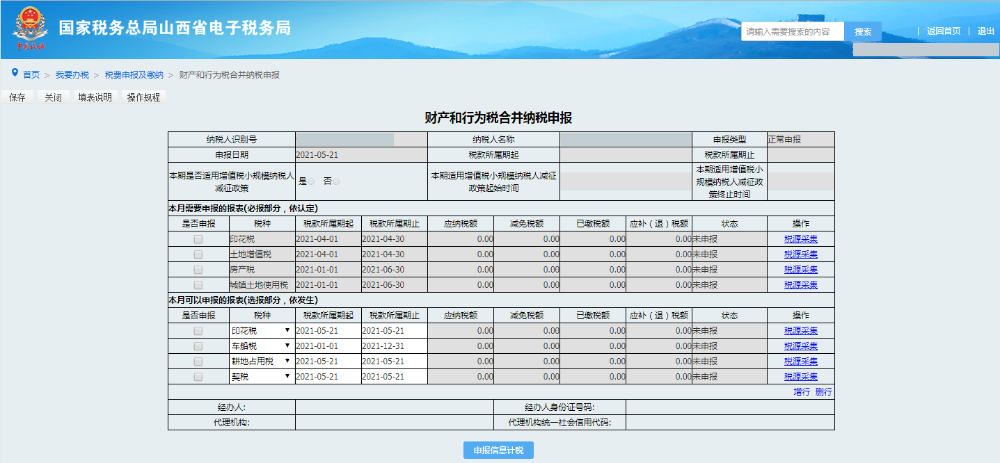 国家税务总局山西省电子税务局
请输入需要搜索的内容 搜索 | 返回首页 | 退出
中国税务
首页 > 我要办税 > 税费申报及缴纳 > 财产和行为税合并纳税申报
保存 关闭 填表说明 操作规程
财产和行为税合并纳税申报
纳税人识别号 纳税人名称 申报类型 正常申报
申报日期 2021-05-21 税款所属期起 税款所属期止
本期是否适用增值税小规模纳税人减征政策 是 否 本期适用增值税小规模纳税人减征政策起始时间 本期适用增值税小规模纳税人减征政策终止时间
本月需要申报的报表(必报部分，依认定)
是否申报 税种 税款所属期起 税款所属期止 应纳税额 减免税额 已缴税额 应补（退）税额 状态 操作
印花税 2021-04-01 2021-04-30 0.00 0.00 0.00 0.00 未申报 税源采集
土地增值税 2021-04-01 2021-04-30 0.00 0.00 0.00 0.00 未申报 税源采集
房产税 2021-01-01 2021-06-30 0.00 0.00 0.00 0.00 未申报 税源采集
城镇土地使用税 2021-01-01 2021-06-30 0.00 0.00 0.00 0.00 未申报 税源采集
本月可以申报的报表(选报部分，依发生)
是否申报 税种 税款所属期起 税款所属期止 应纳税额 减免税额 已缴税额 应补（退）税额 状态 操作
印花税 2021-05-21 2021-05-21 0.00 0.00 0.00 0.00 未申报 税源采集
车船税 2021-01-01 2021-12-31 0.00 0.00 0.00 0.00 未申报 税源采集
耕地占用税 2021-05-21 2021-05-21 0.00 0.00 0.00 0.00 未申报 税源采集
契税 2021-05-21 2021-05-21 0.00 0.00 0.00 0.00 未申报 税源采集
增行 删行
经办人: 经办人身份证号码:
代理机构: 代理机构统一社会信用代码:
申报信息计税